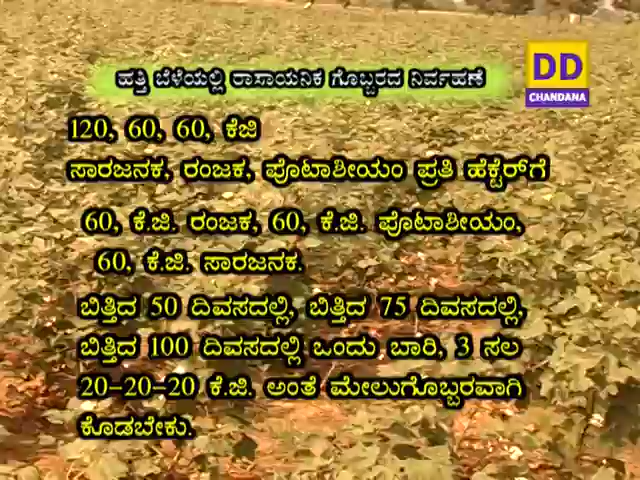 ಹತ್ತಿ ಬೆಳೆಯಲ್ಲಿ ರಾಸಾಯನಿಕ ಗೊಬ್ಬರದ ನಿರ್ವಹಣೆ
DD
CHANDANA
120, 60, 60, ಕೆಜಿ
ಸಾರಜನಕ, ರಂಜಕ, ಪೊಟಾಶೀಯಂ ಪ್ರತಿ ಹೆಕ್ಟೆರ್‌ಗೆ
60, ಕೆ.ಜಿ. ರಂಜಕ, 60, ಕೆ.ಜಿ. ಪೊಟಾಶೀಯಂ,
60, ಕೆ.ಜಿ. ಸಾರಜನಕ.
ಬಿತ್ತಿದ 50 ದಿವಸದಲ್ಲಿ, ಬಿತ್ತಿದ 75 ದಿವಸದಲ್ಲಿ,
ಬಿತ್ತಿದ 100 ದಿವಸದಲ್ಲಿ ಒಂದು ಬಾರಿ, 3 ಸಲ
20-20-20 ಕೆ.ಜಿ. ಅಂತೆ ಮೇಲುಗೊಬ್ಬರವಾಗಿ
ಕೊಡಬೇಕು.